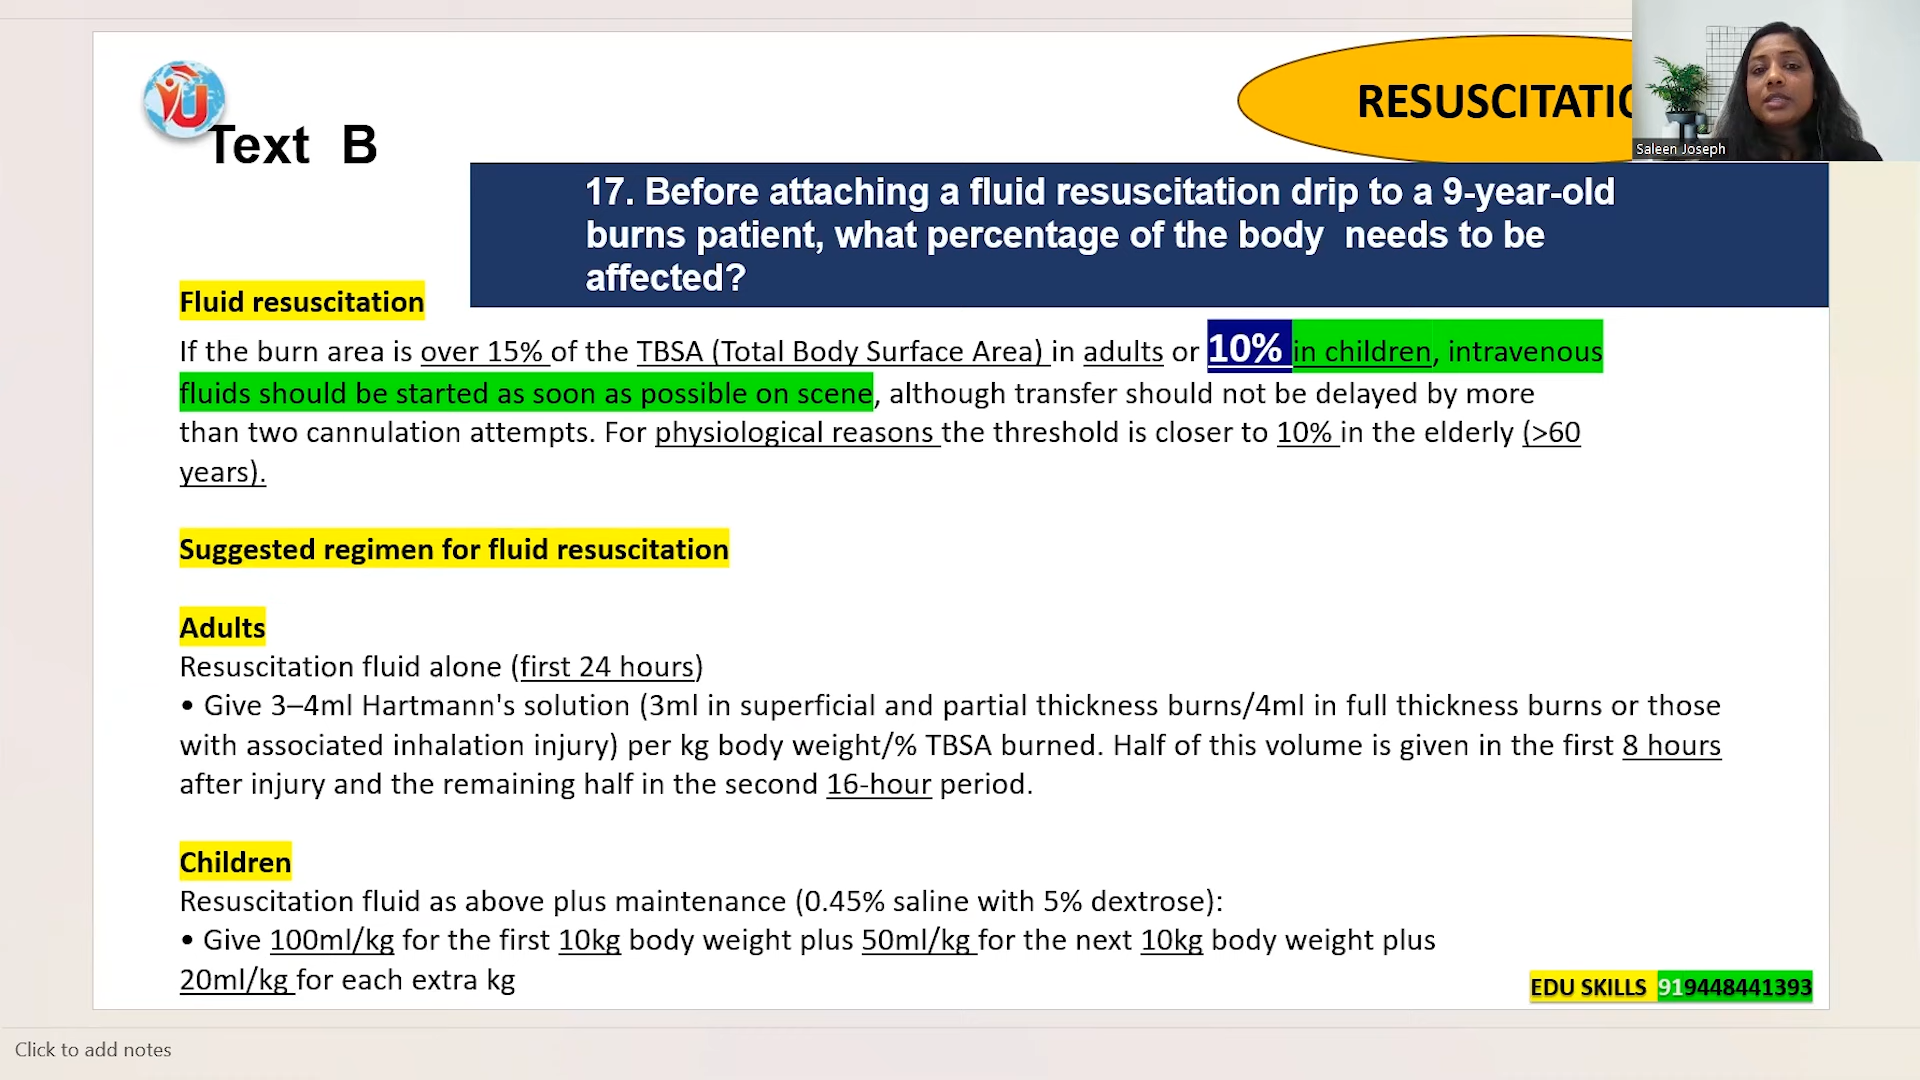 RESUSCITATIO
Saleen Joseph
Text B
17. Before attaching a fluid resuscitation drip to a 9-year-old
burns patient, what percentage of the body needs to be
affected?
Fluid resuscitation
If the burn area is over 15% of the TBSA (Total Body Surface Area) in adults or 10% in children, intravenous
fluids should be started as soon as possible on scene, although transfer should not be delayed by more
than two cannulation attempts. For physiological reasons the threshold is closer to 10% in the elderly (>60
years).
Suggested regimen for fluid resuscitation
Adults
Resuscitation fluid alone (first 24 hours)
• Give 3–4ml Hartmann's solution (3ml in superficial and partial thickness burns/4ml in full thickness burns or those
with associated inhalation injury) per kg body weight/% TBSA burned. Half of this volume is given in the first 8 hours
after injury and the remaining half in the second 16-hour period.
Children
Resuscitation fluid as above plus maintenance (0.45% saline with 5% dextrose):
• Give 100ml/kg for the first 10kg body weight plus 50ml/kg for the next 10kg body weight plus
20ml/kg for each extra kg
EDU SKILLS 919448441393
Click to add notes